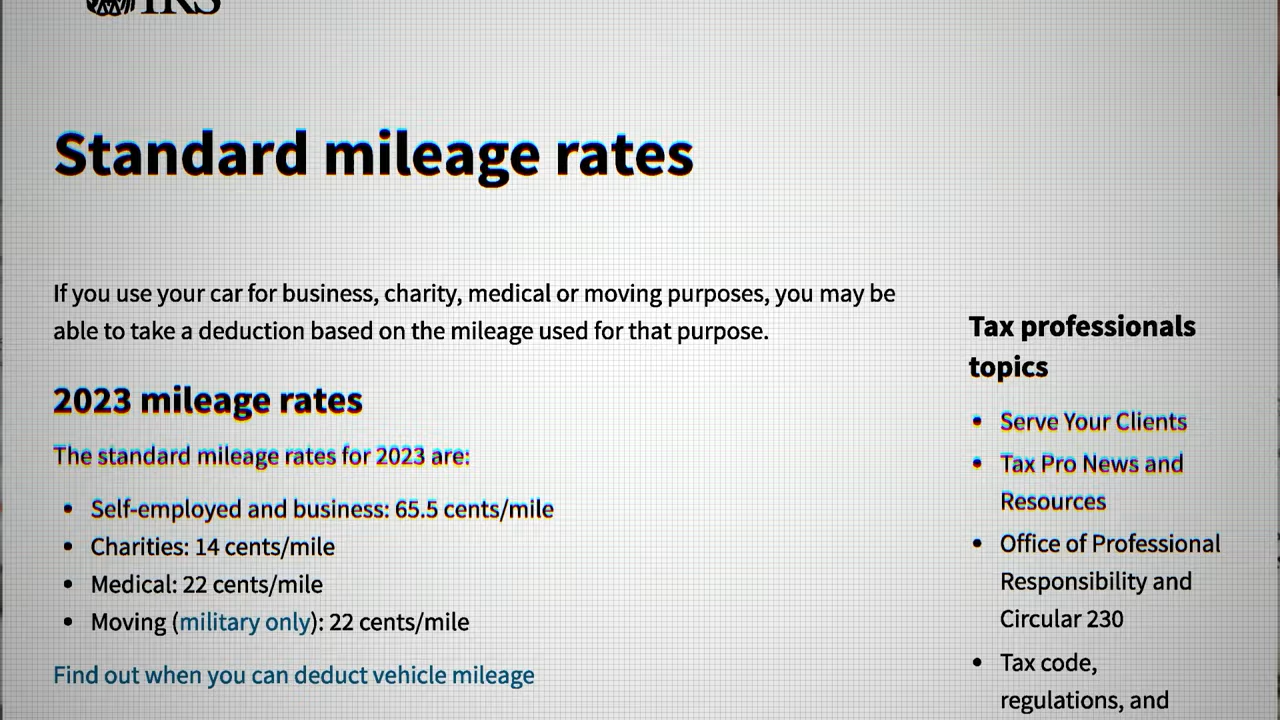 IRS
Standard mileage rates
If you use your car for business, charity, medical or moving purposes, you may be
able to take a deduction based on the mileage used for that purpose.
2023 mileage rates
The standard mileage rates for 2023 are:
• Self-employed and business: 65.5 cents/mile
• Charities: 14 cents/mile
• Medical: 22 cents/mile
• Moving (military only): 22 cents/mile
Find out when you can deduct vehicle mileage
Tax professionals
topics
• Serve Your Clients
• Tax Pro News and
Resources
• Office of Professional
Responsibility and
Circular 230
• Tax code,
regulations, and